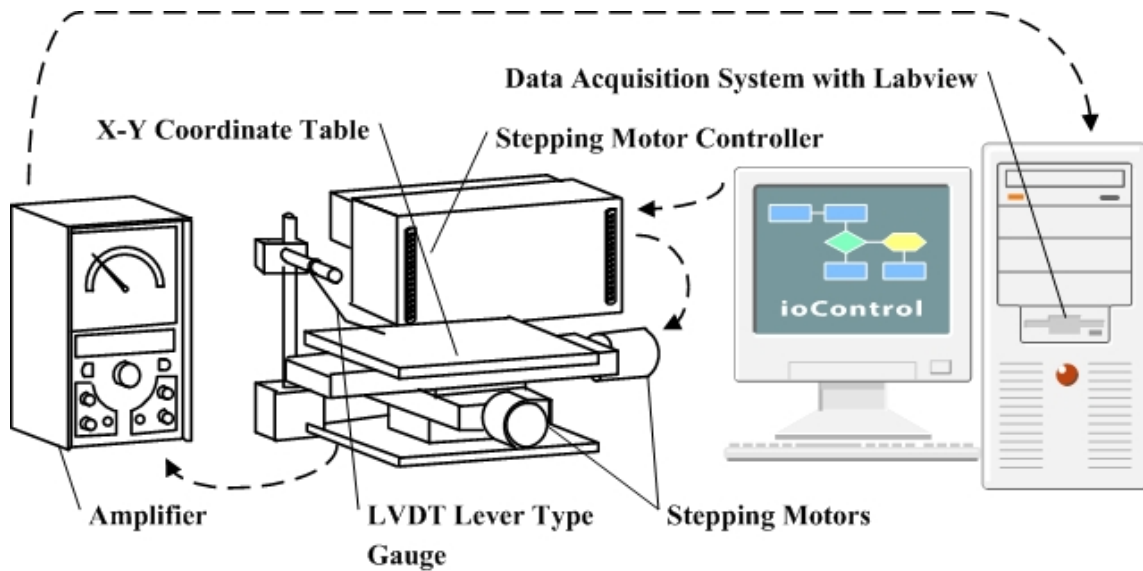 Data Acquisition System with Labview
X-Y Coordinate Table
Stepping Motor Controller
ioControl
Amplifier
LVDT Lever Type
Gauge
Stepping Motors